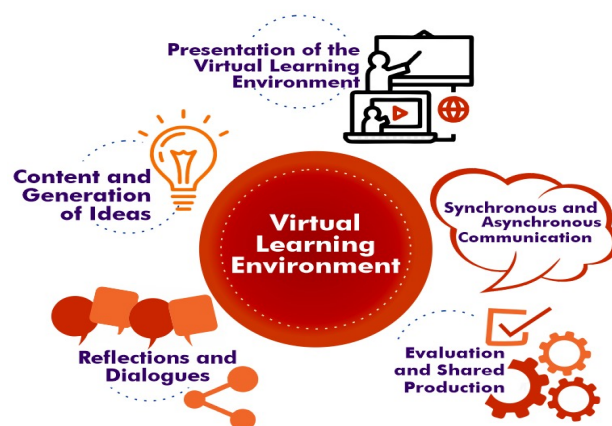 Presentation of the
Virtual Learning
Environment
Content and
Generation
of Ideas
Virtual
Learning
Environment
Synchronous and
Asynchronous
Communication
Reflections and
Dialogues
Evaluation
and Shared
Production